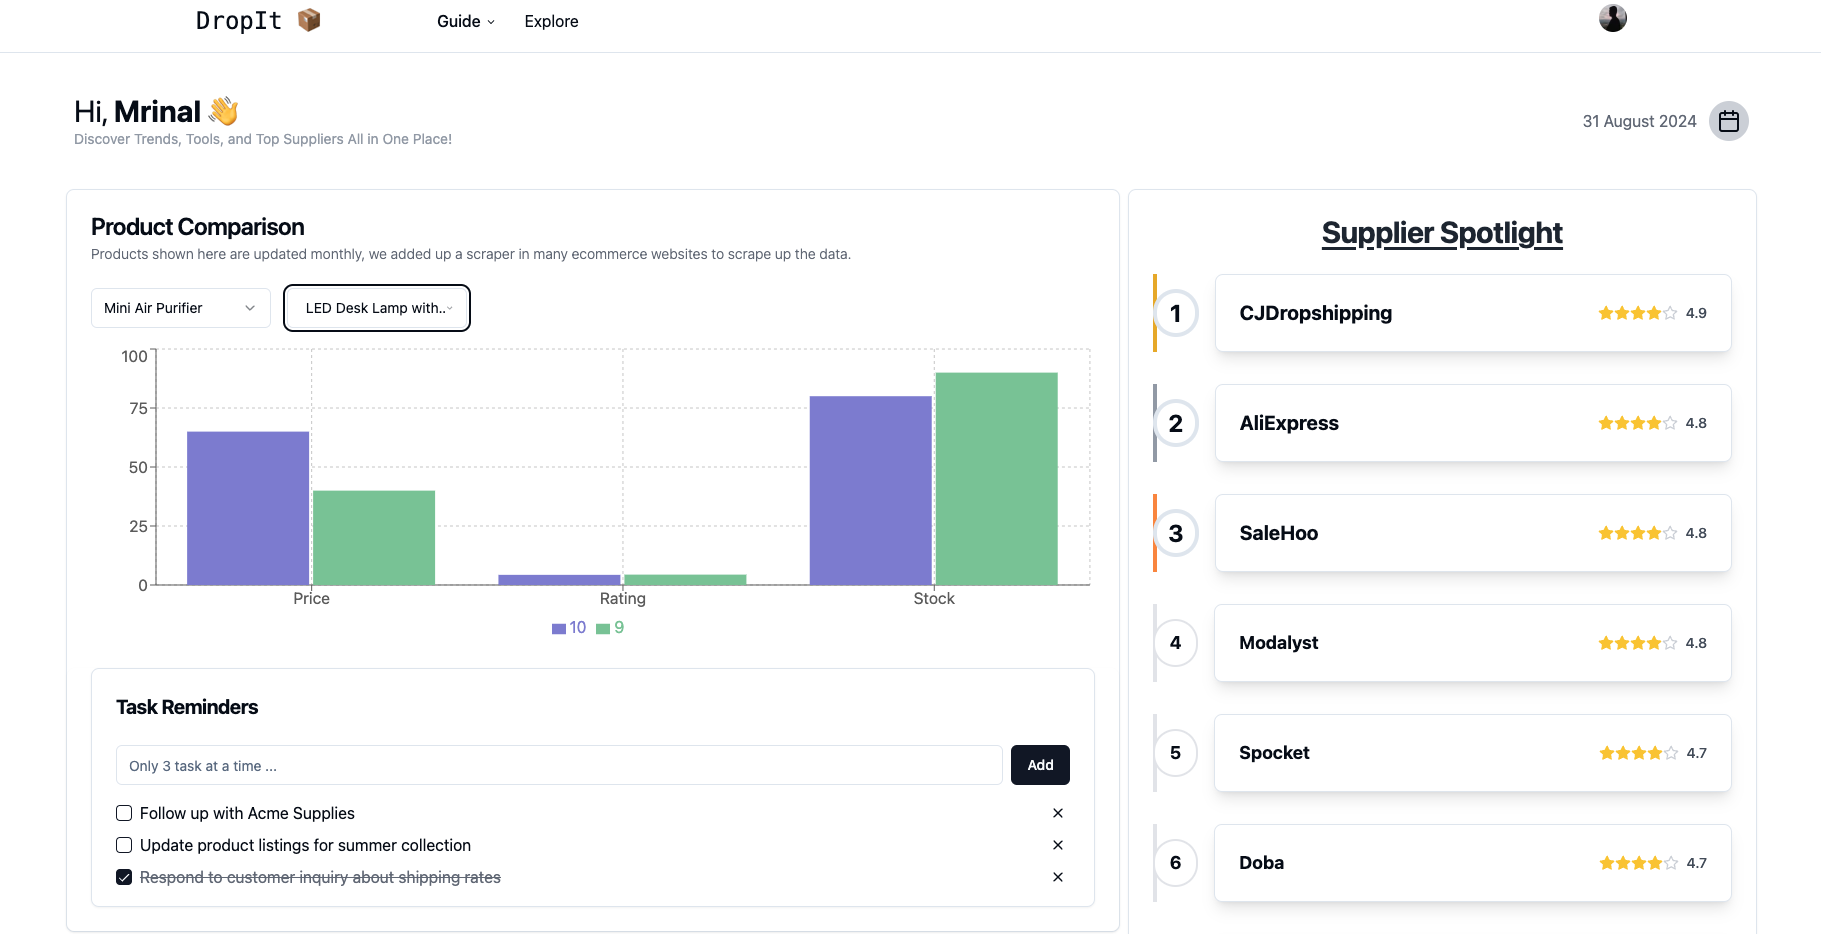 DropIt 📦
Guide
Explore
Hi, Mrinal 👋
Discover Trends, Tools, and Top Suppliers All in One Place!
31 August 2024
Product Comparison
Products shown here are updated monthly, we added up a scraper in many ecommerce websites to scrape up the data.
Mini Air Purifier
LED Desk Lamp with..
100
75
50
25
0
Price
Rating
Stock
10
9
Task Reminders
Only 3 task at a time ...
Add
Follow up with Acme Supplies
Update product listings for summer collection
Respond to customer inquiry about shipping rates
Supplier Spotlight
1
CJDropshipping
4.9
2
AliExpress
4.8
3
SaleHoo
4.8
4
Modalyst
4.8
5
Spocket
4.7
6
Doba
4.7